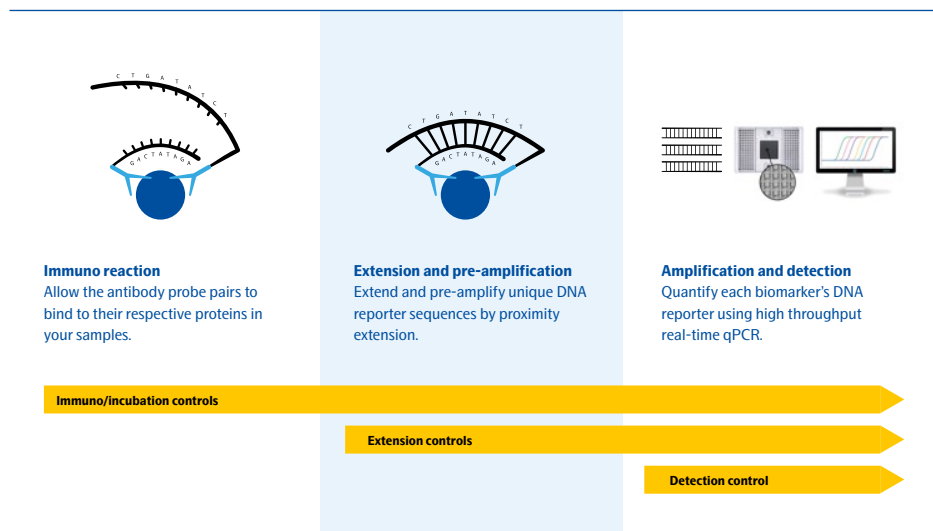 C T G A T A T C T
G A C T A T A G A
C T G A T A T C T
G A C T A T A G A
Immuno reaction
Allow the antibody probe pairs to
bind to their respective proteins in
your samples.
Extension and pre-amplification
Extend and pre-amplify unique DNA
reporter sequences by proximity
extension.
Amplification and detection
Quantify each biomarker’s DNA
reporter using high throughput
real-time qPCR.
Immuno/incubation controls
Extension controls
Detection control